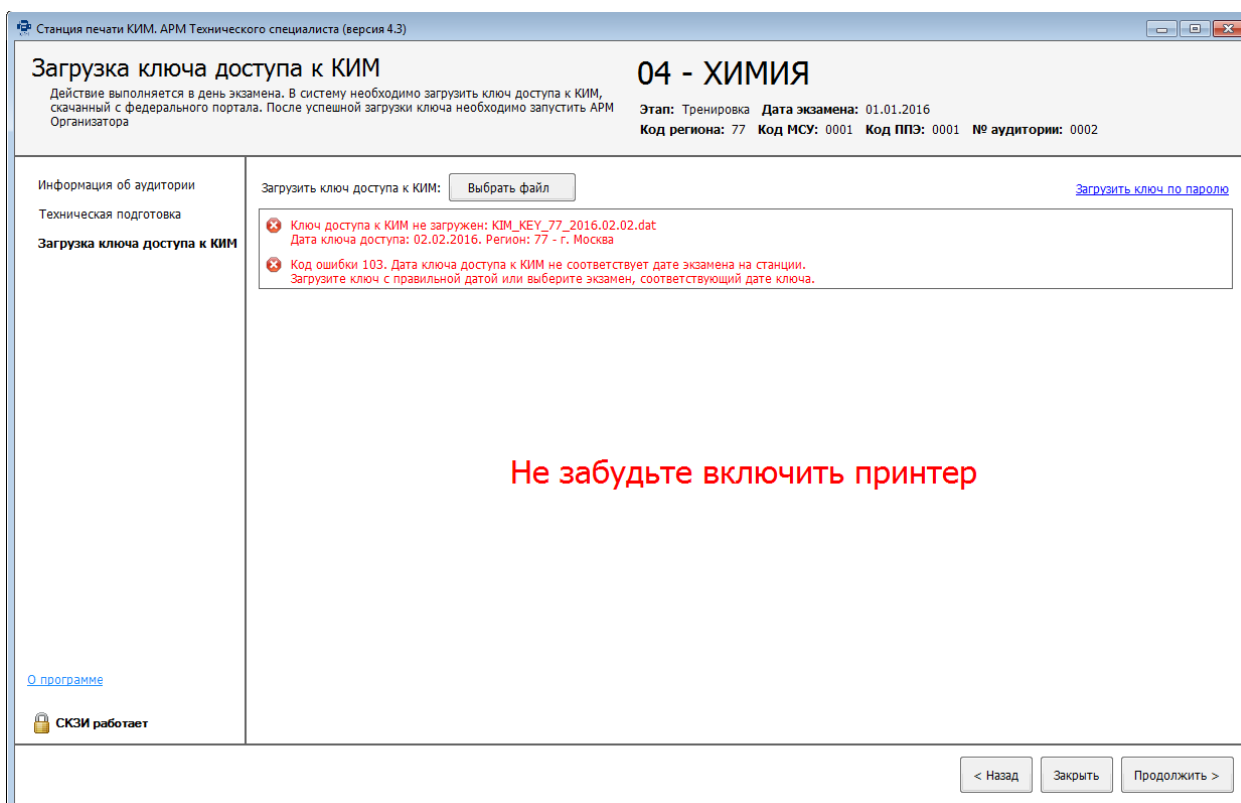 Станция печати КИМ. АРМ Технического специалиста (версия 4.3)
Загрузка ключа доступа к КИМ
Действие выполняется в день экзамена. В систему необходимо загрузить ключ доступа к КИМ,
скачанный с федерального портала. После успешной загрузки ключа необходимо запустить АРМ
Организатора
04 - ХИМИЯ
Этап: Тренировка Дата экзамена: 01.01.2016
Код региона: 77 Код МСУ: 0001 Код ППЭ: 0001 № аудитории: 0002
Информация об аудитории
Техническая подготовка
Загрузка ключа доступа к КИМ
Загрузить ключ доступа к КИМ: Выбрать файл Загрузить ключ по паролю
Ключ доступа к КИМ не загружен: KIM_KEY_77_2016.02.02.dat
Дата ключа доступа: 02.02.2016. Регион: 77 - г. Москва
Код ошибки 103. Дата ключа доступа к КИМ не соответствует дате экзамена на станции.
Загрузите ключ с правильной датой или выберите экзамен, соответствующий дате ключа.
Не забудьте включить принтер
О программе
СКЗИ работает
< Назад Закрыть Продолжить >